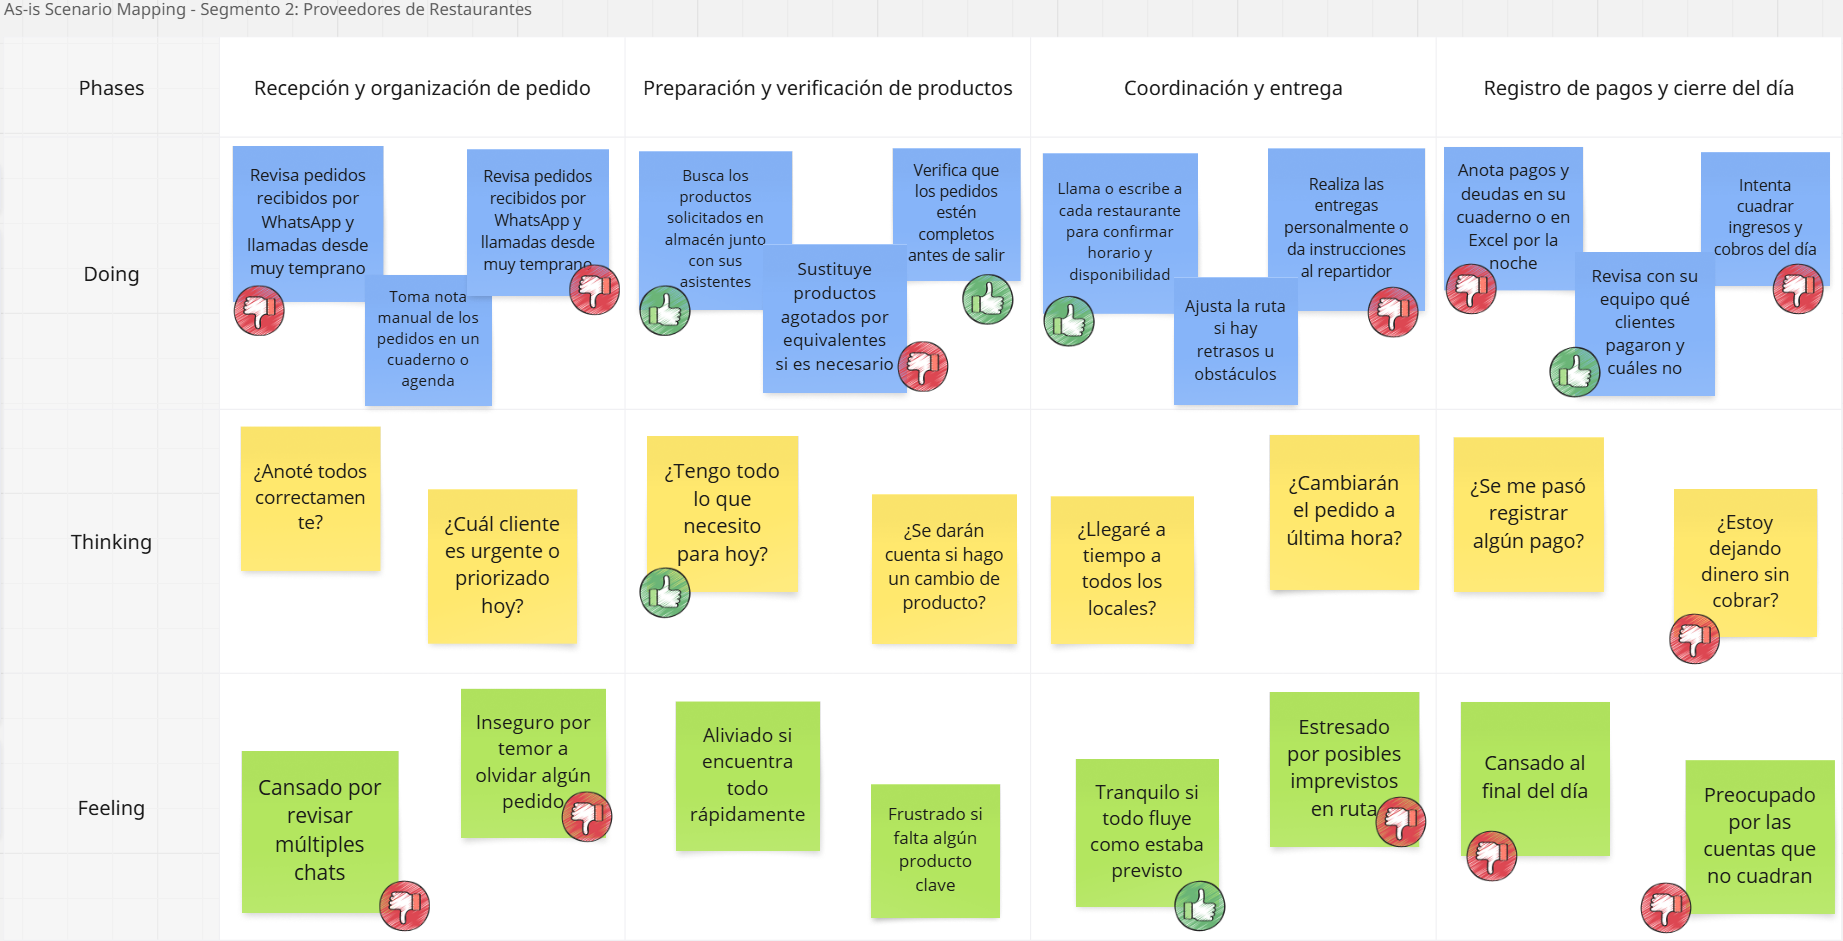 As-is Scenario Mapping - Segmento 2: Proveedores de Restaurantes
Phases
Recepción y organización de pedido
Preparación y verificación de productos
Coordinación y entrega
Registro de pagos y cierre del día
Doing
Revisa pedidos
recibidos por
WhatsApp y
llamadas desde
muy temprano
Toma nota
manual de los
pedidos en un
cuaderno o
agenda
Revisa pedidos
recibidos por
WhatsApp y
llamadas desde
muy temprano
Busca los
productos
solicitados en
almacén junto
con sus
asistentes
Sustituye
productos
agotados por
equivalentes
si es necesario
Verifica que
los pedidos
estén
completos
antes de salir
Llama o escribe a
cada restaurante
para confirmar
horario y
disponibilidad
Ajusta la ruta
si hay
retrasos u
obstáculos
Realiza las
entregas
personalmente o
da instrucciones
al repartidor
Anota pagos y
deudas en su
cuaderno o en
Excel por la
noche
Revisa con su
equipo qué
clientes
pagaron y
cuáles no
Intenta
cuadrar
ingresos y
cobros del día
Thinking
¿Anoté todos
correctamen
te?
¿Cuál cliente
es urgente o
priorizado
hoy?
¿Tengo todo
lo que
necesito
para hoy?
¿Se darán
cuenta si hago
un cambio de
producto?
¿Llegaré a
tiempo a
todos los
locales?
¿Cambiarán
el pedido a
última hora?
¿Se me pasó
registrar
algún pago?
¿Estoy
dejando
dinero sin
cobrar?
Feeling
Cansado por
revisar
múltiples
chats
Inseguro por
temor a
olvidar algún
pedido
Aliviado si
encuentra
todo
rápidamente
Frustrado si
falta algún
producto
clave
Tranquilo si
todo fluye
como estaba
previsto
Estresado
por posibles
imprevistos
en ruta
Cansado al
final del día
Preocupado
por las
cuentas que
no cuadran